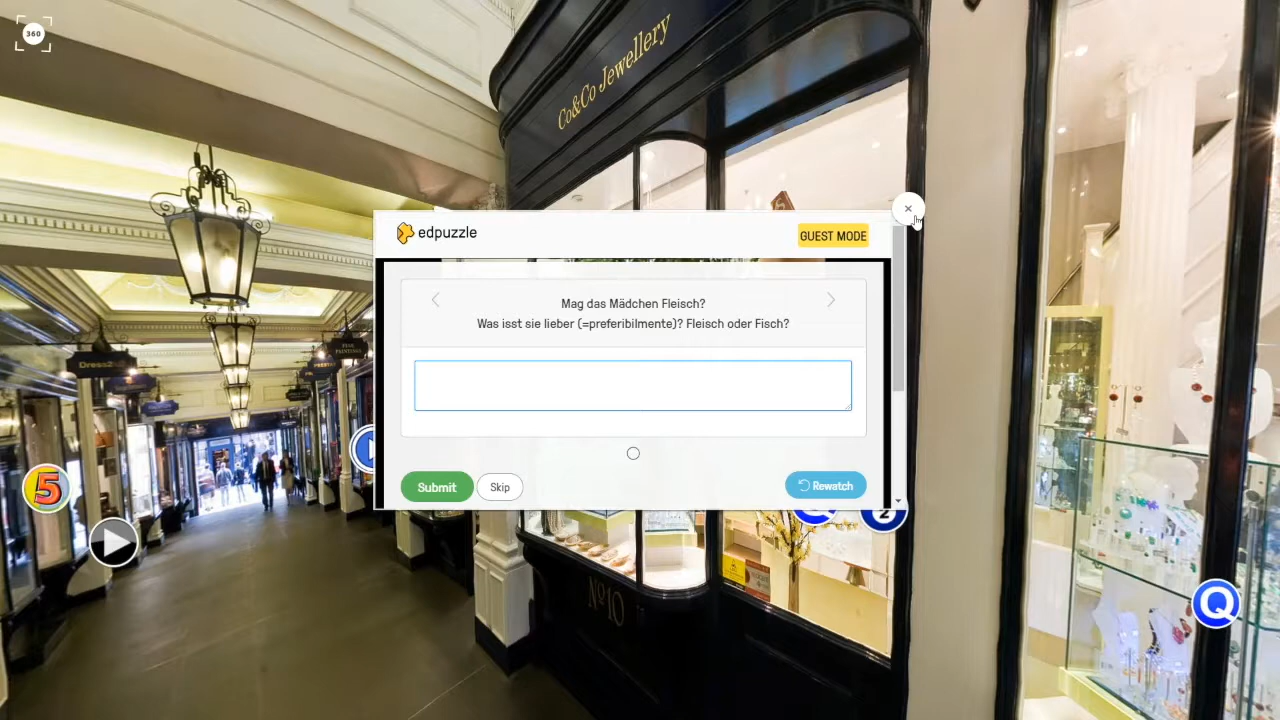 360
Co&Co Jewellery
edpuzzle
GUEST MODE
Mag das Mädchen Fleisch?
Was isst sie lieber (=preferibilmente)? Fleisch oder Fisch?
Submit
Skip
Rewatch
5
2
Q
Nº10